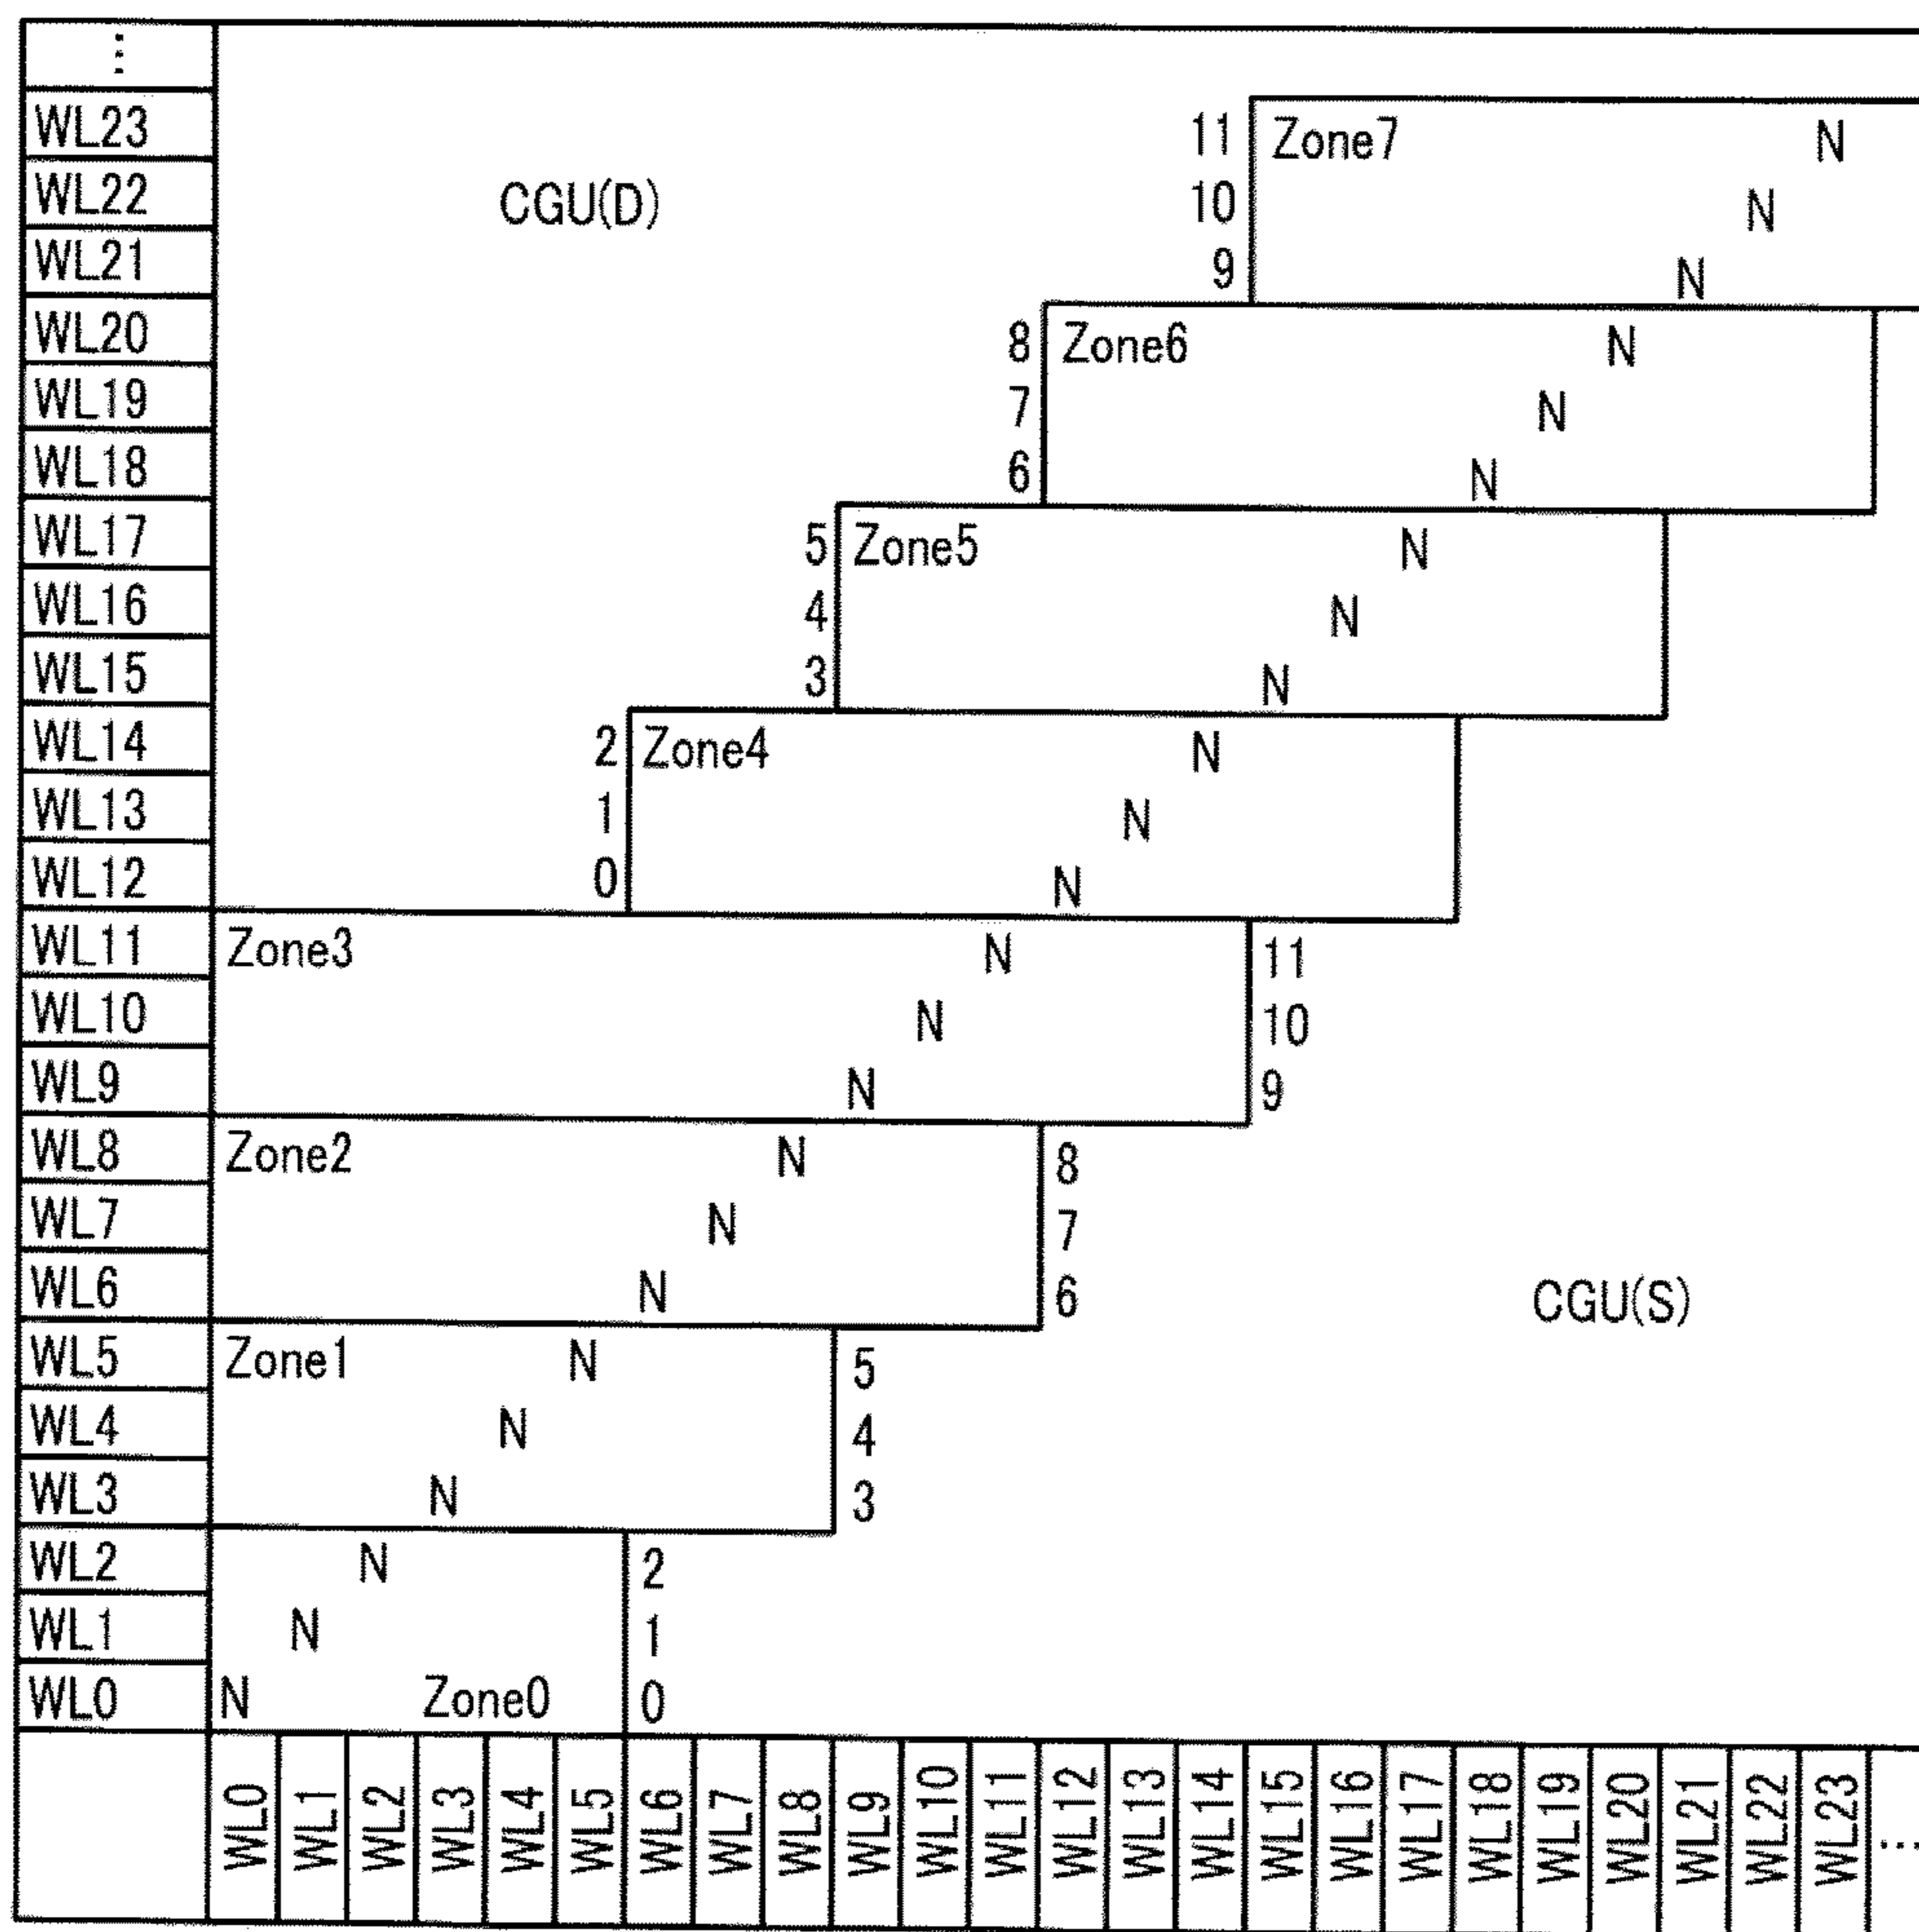 ⋮
WL23 11 Zone7 N
WL22 CGU(D) 10 N
WL21 9 N
WL20 8 Zone6 N
WL19 7 N
WL18 6 N
WL17 5 Zone5 N
WL16 4 N
WL15 3 N
WL14 2 Zone4 N
WL13 1 N
WL12 0 N
WL11 Zone3 N 11
WL10 N 10
WL9 N 9
WL8 Zone2 N 8
WL7 N 7
WL6 N 6 CGU(S)
WL5 Zone1 N 5
WL4 N 4
WL3 N 3
WL2 N 2
WL1 N 1
WL0 N Zone0 0
WL0 WL1 WL2 WL3 WL4 WL5 WL6 WL7 WL8 WL9 WL10 WL11 WL12 WL13 WL14 WL15 WL16 WL17 WL18 WL19 WL20 WL21 WL22 WL23 ...